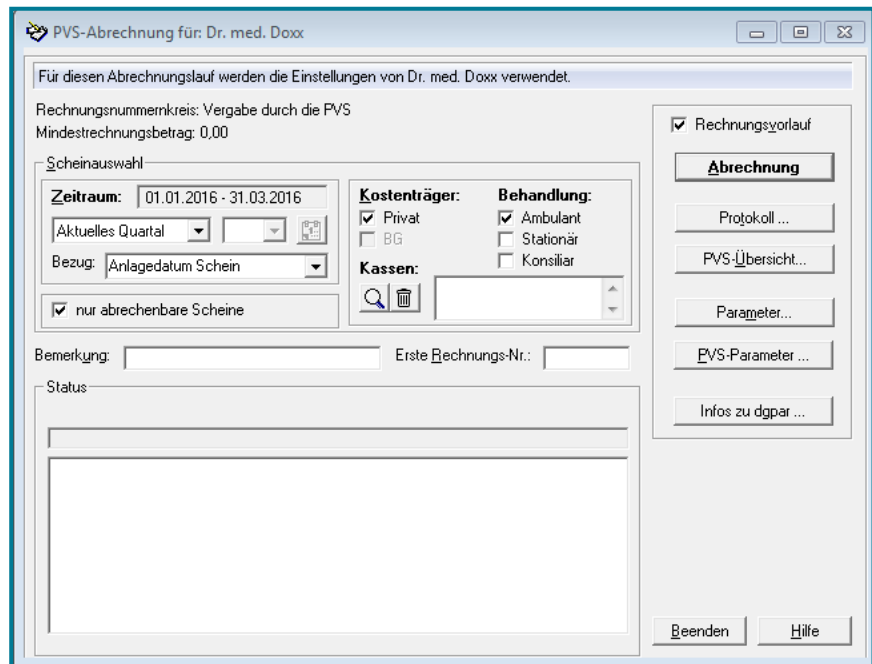 PVS-Abrechnung für: Dr. med. Doxx
Für diesen Abrechnungslauf werden die Einstellungen von Dr. med. Doxx verwendet.
Rechnungsnummernkreis: Vergabe durch die PVS
Mindestrechnungsbetrag: 0,00
Scheinauswahl
Zeitraum: 01.01.2016 - 31.03.2016
Aktuelles Quartal
Bezug: Anlagedatum Schein
nur abrechenbare Scheine
Kostenträger: Behandlung:
Privat Ambulant
BG Stationär
Konsiliar
Kassen:
Bemerkung: Erste Rechnungs-Nr.:
Status
Rechnungsvorlauf
Abrechnung
Protokoll ...
PVS-Übersicht...
Parameter...
PVS-Parameter ...
Infos zu dgpar ...
Beenden Hilfe